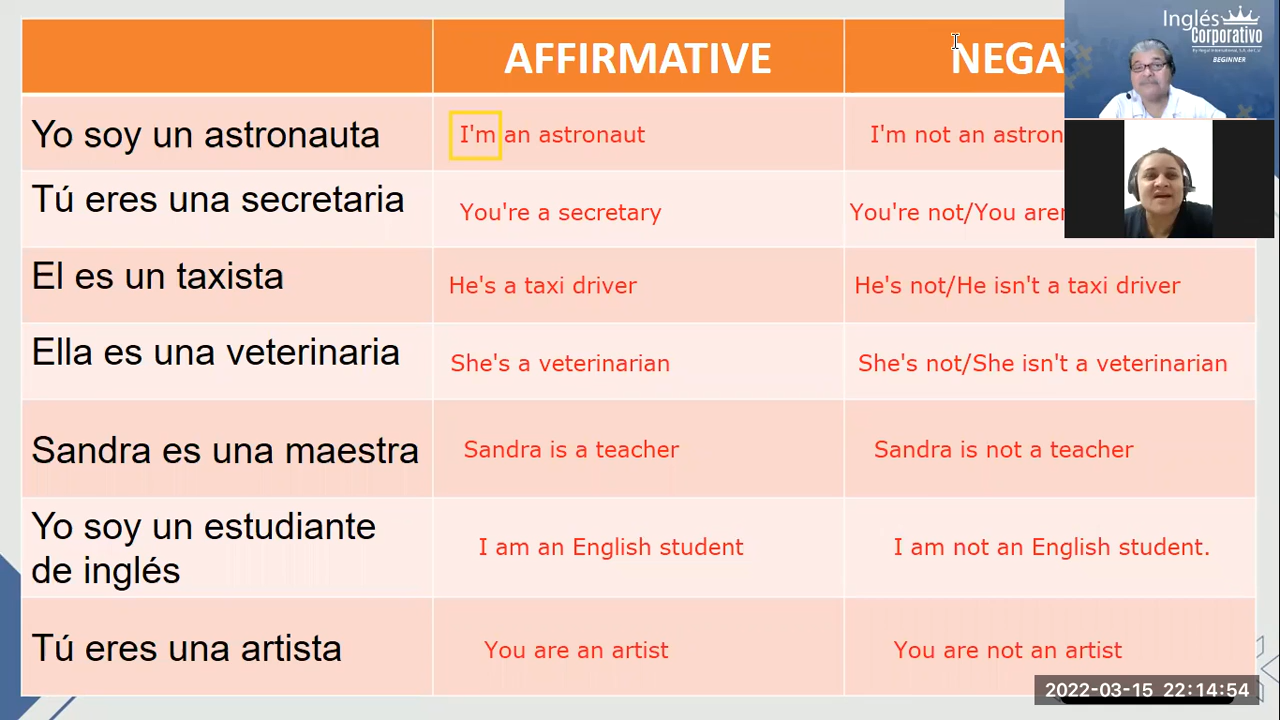 AFFIRMATIVE
Inglés
Corporativo
BEGINNER
Yo soy un astronauta
I'm an astronaut
I'm not an
Tú eres una secretaria
You're a secretary
You're not/You
El es un taxista
He's a taxi driver
He's not/He isn't a taxi driver
Ella es una veterinaria
She's a veterinarian
She's not/She isn't a veterinarian
Sandra es una maestra
Sandra is a teacher
Sandra is not a teacher
Yo soy un estudiante
de inglés
I am an English student
I am not an English student.
Tú eres una artista
You are an artist
You are not an artist
2022-03-15 22:14:54